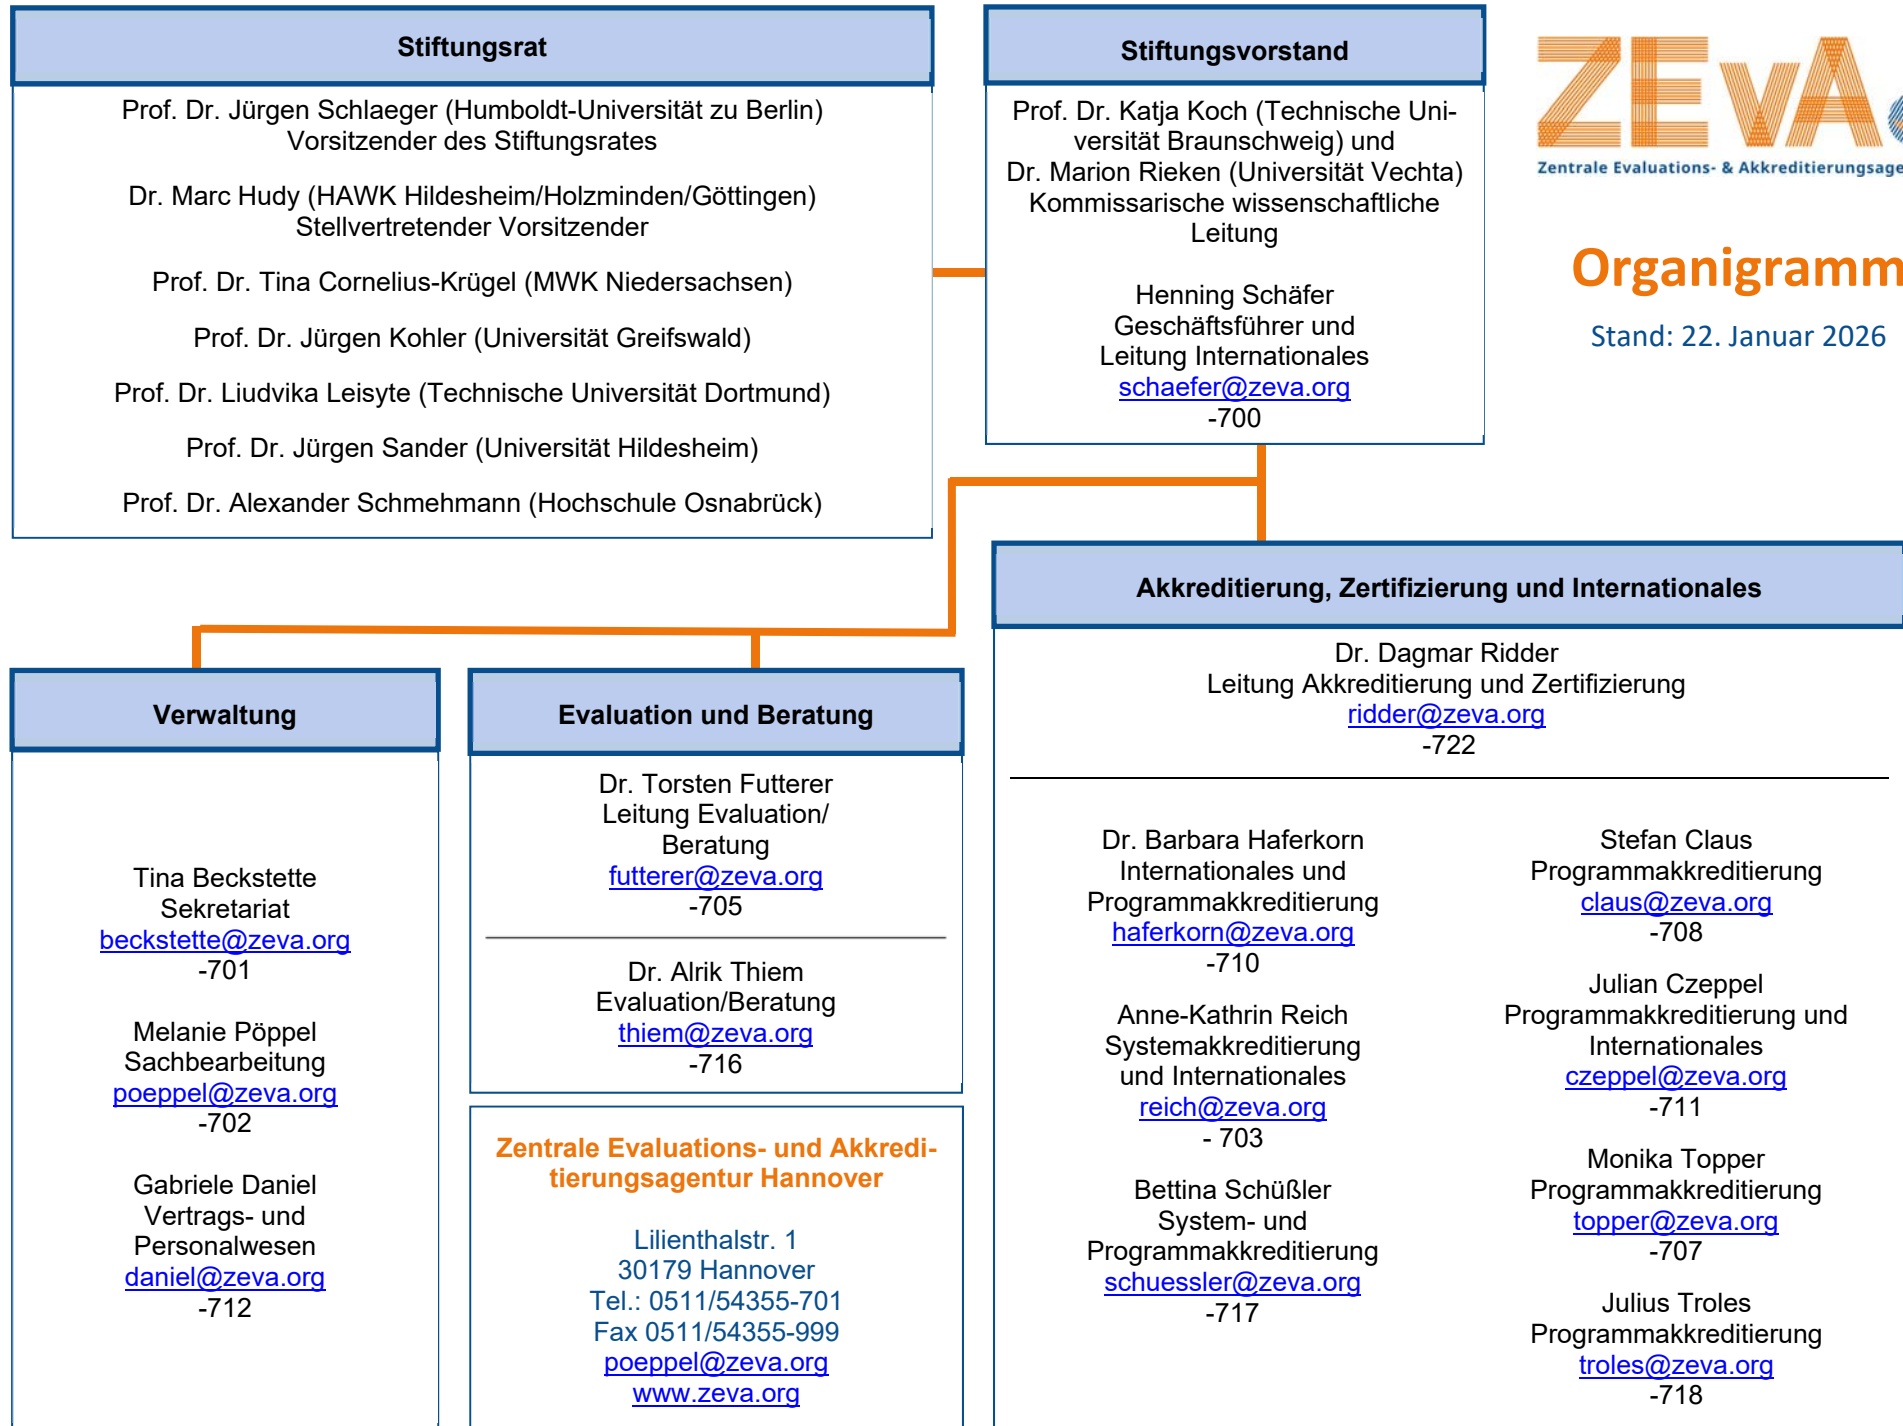 Stiftungsrat
Prof. Dr. Jürgen Schlaeger (Humboldt-Universität zu Berlin)
Vorsitzender des Stiftungsrates
Dr. Marc Hudy (HAWK Hildesheim/Holzminden/Göttingen)
Stellvertretender Vorsitzender
Prof. Dr. Tina Cornelius-Krügel (MWK Niedersachsen)
Prof. Dr. Jürgen Kohler (Universität Greifswald)
Prof. Dr. Liudvika Leisyte (Technische Universität Dortmund)
Prof. Dr. Jürgen Sander (Universität Hildesheim)
Prof. Dr. Alexander Schmehmann (Hochschule Osnabrück)
Stiftungsvorstand
Prof. Dr. Katja Koch (Technische Uni-
versität Braunschweig) und
Dr. Marion Rieken (Universität Vechta)
Kommissarische wissenschaftliche
Leitung
Henning Schäfer
Geschäftsführer und
Leitung Internationales
schaefer@zeva.org
-700
ZEvA
Zentrale Evaluations- & Akkreditierungsage
Organigramm
Stand: 22. Januar 2026
Verwaltung
Tina Beckstette
Sekretariat
beckstette@zeva.org
-701
Melanie Pöppel
Sachbearbeitung
poeppel@zeva.org
-702
Gabriele Daniel
Vertrags- und
Personalwesen
daniel@zeva.org
-712
Evaluation und Beratung
Dr. Torsten Futterer
Leitung Evaluation/
Beratung
futterer@zeva.org
-705
Dr. Alrik Thiem
Evaluation/Beratung
thiem@zeva.org
-716
Zentrale Evaluations- und Akkredi-
tierungsagentur Hannover
Lilienthalstr. 1
30179 Hannover
Tel.: 0511/54355-701
Fax 0511/54355-999
poeppel@zeva.org
www.zeva.org
Akkreditierung, Zertifizierung und Internationales
Dr. Dagmar Ridder
Leitung Akkreditierung und Zertifizierung
ridder@zeva.org
-722
Dr. Barbara Haferkorn
Internationales und
Programmakkreditierung
haferkorn@zeva.org
-710
Anne-Kathrin Reich
Systemakkreditierung
und Internationales
reich@zeva.org
- 703
Bettina Schüßler
System- und
Programmakkreditierung
schuessler@zeva.org
-717
Stefan Claus
Programmakkreditierung
claus@zeva.org
-708
Julian Czeppel
Programmakkreditierung und
Internationales
czeppel@zeva.org
-711
Monika Topper
Programmakkreditierung
topper@zeva.org
-707
Julius Troles
Programmakkreditierung
troles@zeva.org
-718